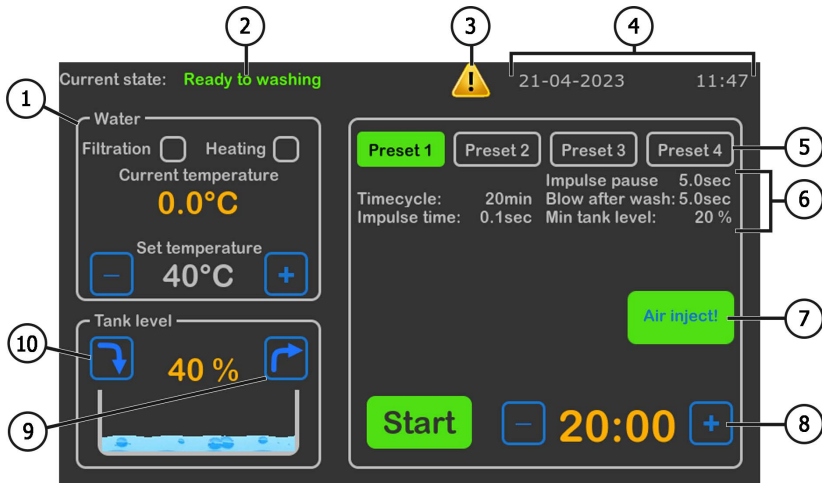 2
3
4
Current state: Ready to washing
21-04-2023 11:47
1
Water
Filtration Heating
Current temperature
0.0°C
Set temperature
− 40°C +
Preset 1 Preset 2 Preset 3 Preset 4
5
Impulse pause 5.0sec
Timecycle: 20min Blow after wash: 5.0sec
Impulse time: 0.1sec Min tank level: 20 %
6
Air inject!
7
Tank level
10
40 %
9
Start
− 20:00 +
8